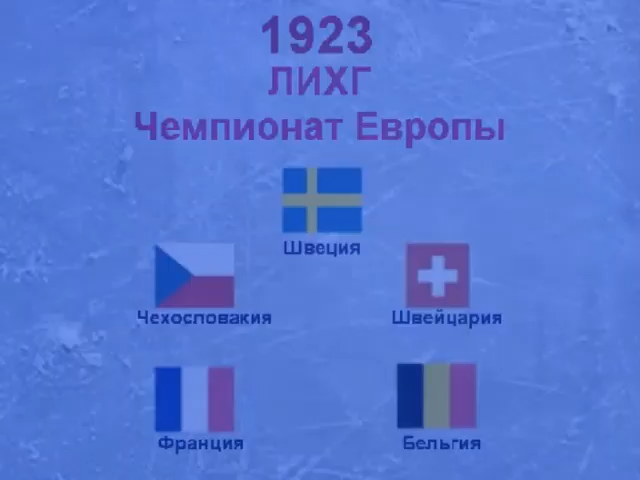 1923
ЛИХГ
Чемпионат Европы
Швеция
Чехословакия
Швейцария
Франция
Бельгия